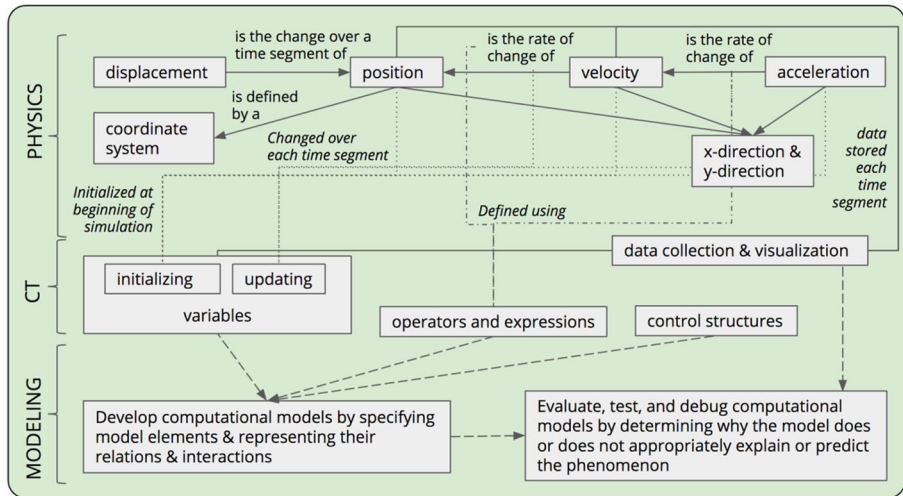 is the change over a
time segment of
is the rate of
change of
is the rate of
change of
displacement
position
velocity
acceleration
is defined
by a
coordinate
system
Changed over
each time segment
x-direction &
y-direction
data
stored
each
time
segment
Initialized at
beginning of
simulation
Defined using
PHYSICS
data collection & visualization
initializing
updating
variables
operators and expressions
control structures
CT
Develop computational models by specifying
model elements & representing their
relations & interactions
Evaluate, test, and debug computational
models by determining why the model does
or does not appropriately explain or predict
the phenomenon
MODELING